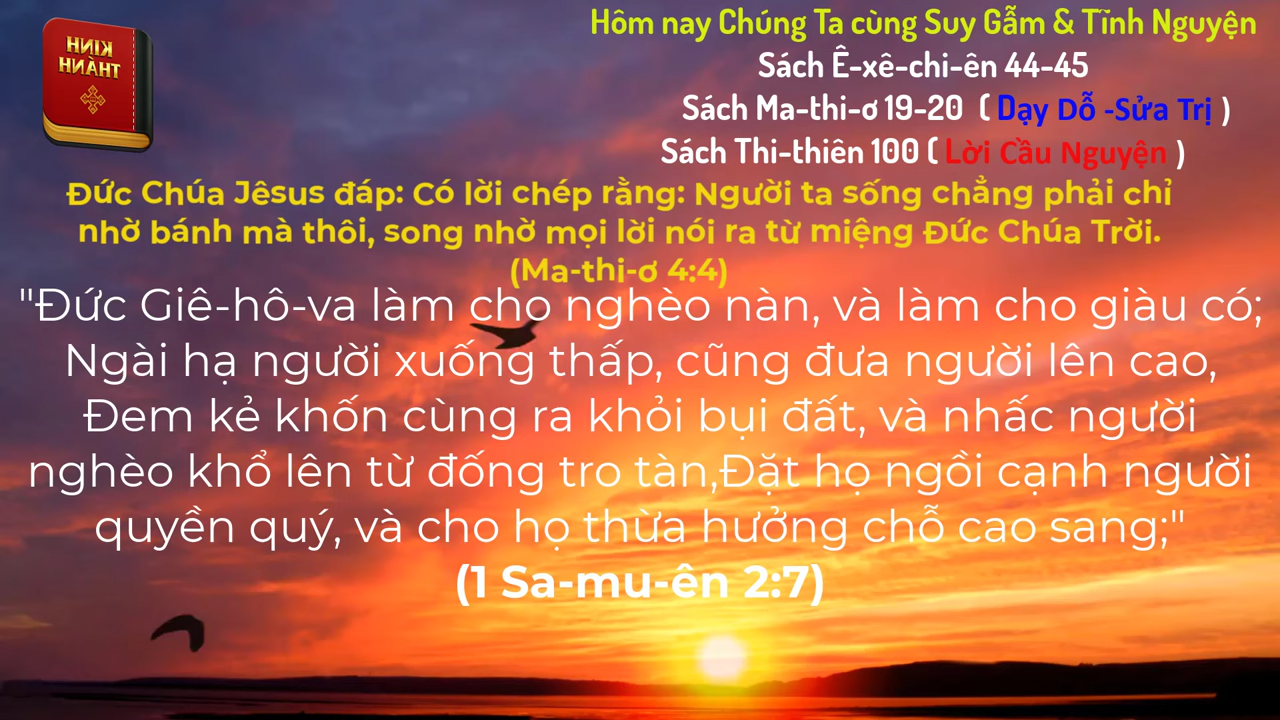 KINH
THÁNH
Hôm nay Chúng Ta cùng Suy Gẫm & Tĩnh Nguyện
Sách Ê-xê-chi-ên 44-45
Sách Ma-thi-ơ 19-20 ( Dạy Dỗ -Sửa Trị )
Sách Thi-thiên 100 ( Lời Cầu Nguyện )
Đức Chúa Jêsus đáp: Có lời chép rằng: Người ta sống chẳng phải chỉ
nhờ bánh mà thôi, song nhờ mọi lời nói ra từ miệng Đức Chúa Trời.
(Ma-thi-ơ 4:4)
"Đức Giê-hô-va làm cho nghèo nàn, và làm cho giàu có;
Ngài hạ người xuống thấp, cũng đưa người lên cao,
Đem kẻ khốn cùng ra khỏi bụi đất, và nhấc người
nghèo khổ lên từ đống tro tàn,Đặt họ ngồi cạnh người
quyền quý, và cho họ thừa hưởng chỗ cao sang;"
(1 Sa-mu-ên 2:7)